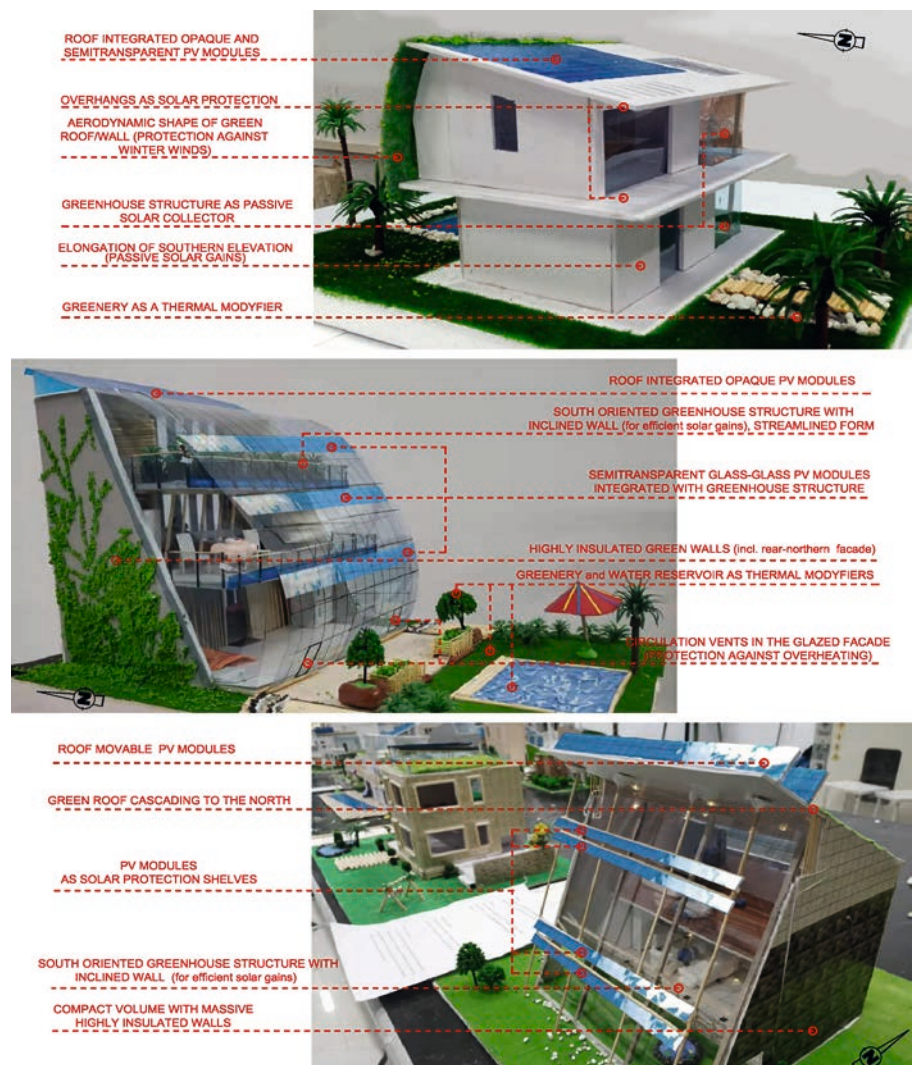 ROOF INTEGRATED OPAQUE AND
SEMITRANSPARENT PV MODULES
OVERHANGS AS SOLAR PROTECTION
AERODYNAMIC SHAPE OF GREEN
ROOF/WALL (PROTECTION AGAINST
WINTER WINDS)
GREENHOUSE STRUCTURE AS PASSIVE
SOLAR COLLECTOR
ELONGATION OF SOUTHERN ELEVATION
(PASSIVE SOLAR GAINS)
GREENERY AS A THERMAL MODYFIER
N
ROOF INTEGRATED OPAQUE PV MODULES
SOUTH ORIENTED GREENHOUSE STRUCTURE WITH
INCLINED WALL (for efficient solar gains), STREAMLINED FORM
SEMITRANSPARENT GLASS-GLASS PV MODULES
INTEGRATED WITH GREENHOUSE STRUCTURE
HIGHLY INSULATED GREEN WALLS (incl. rear-northern facade)
GREENERY and WATER RESERVOIR AS THERMAL MODYFIERS
CIRCULATION VENTS IN THE GLAZED FACADE
(PROTECTION AGAINST OVERHEATING)
N
ROOF MOVABLE PV MODULES
GREEN ROOF CASCADING TO THE NORTH
PV MODULES
AS SOLAR PROTECTION SHELVES
SOUTH ORIENTED GREENHOUSE STRUCTURE WITH
INCLINED WALL (for efficient solar gains)
COMPACT VOLUME WITH MASSIVE
HIGHLY INSULATED WALLS
N